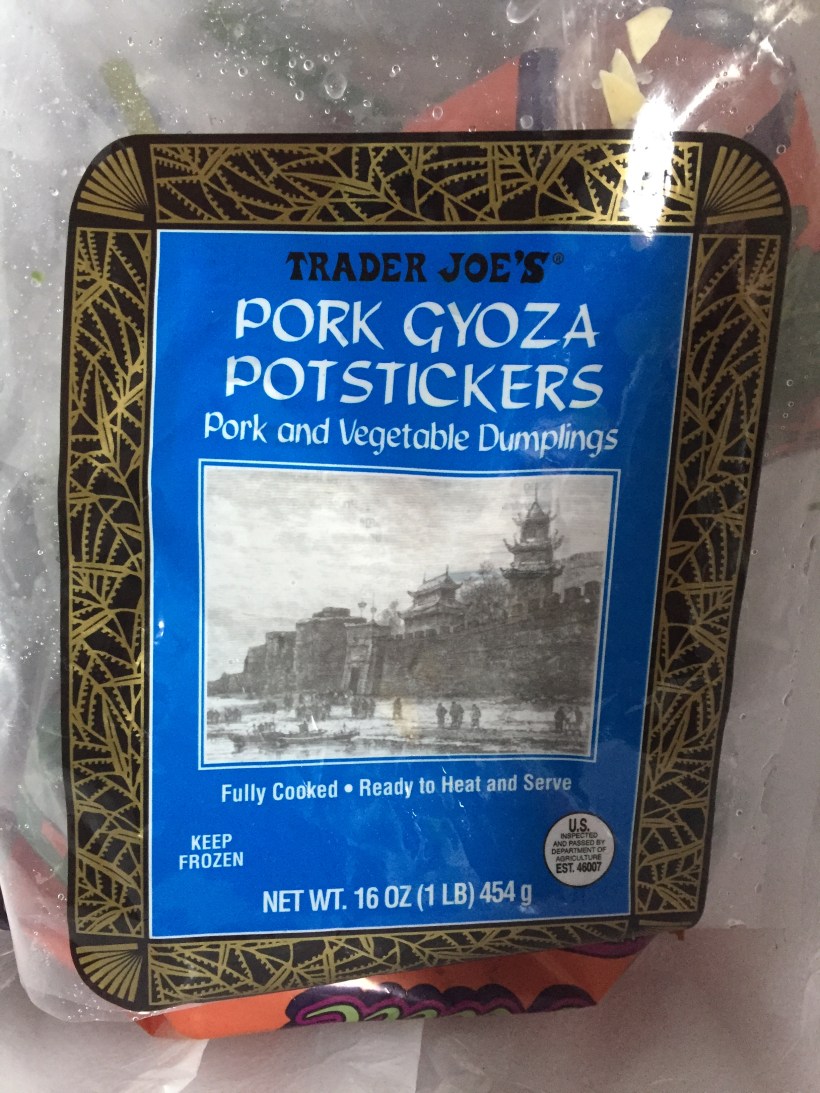 TRADER JOE'S®
PORK GYOZA
POTSTICKERS
Pork and Vegetable Dumplings
Fully Cooked • Ready to Heat and Serve
KEEP
FROZEN
U.S.
INSPECTED
AND PASSED BY
DEPARTMENT OF
AGRICULTURE
EST. 46007
NET WT. 16 OZ (1 LB) 454 g